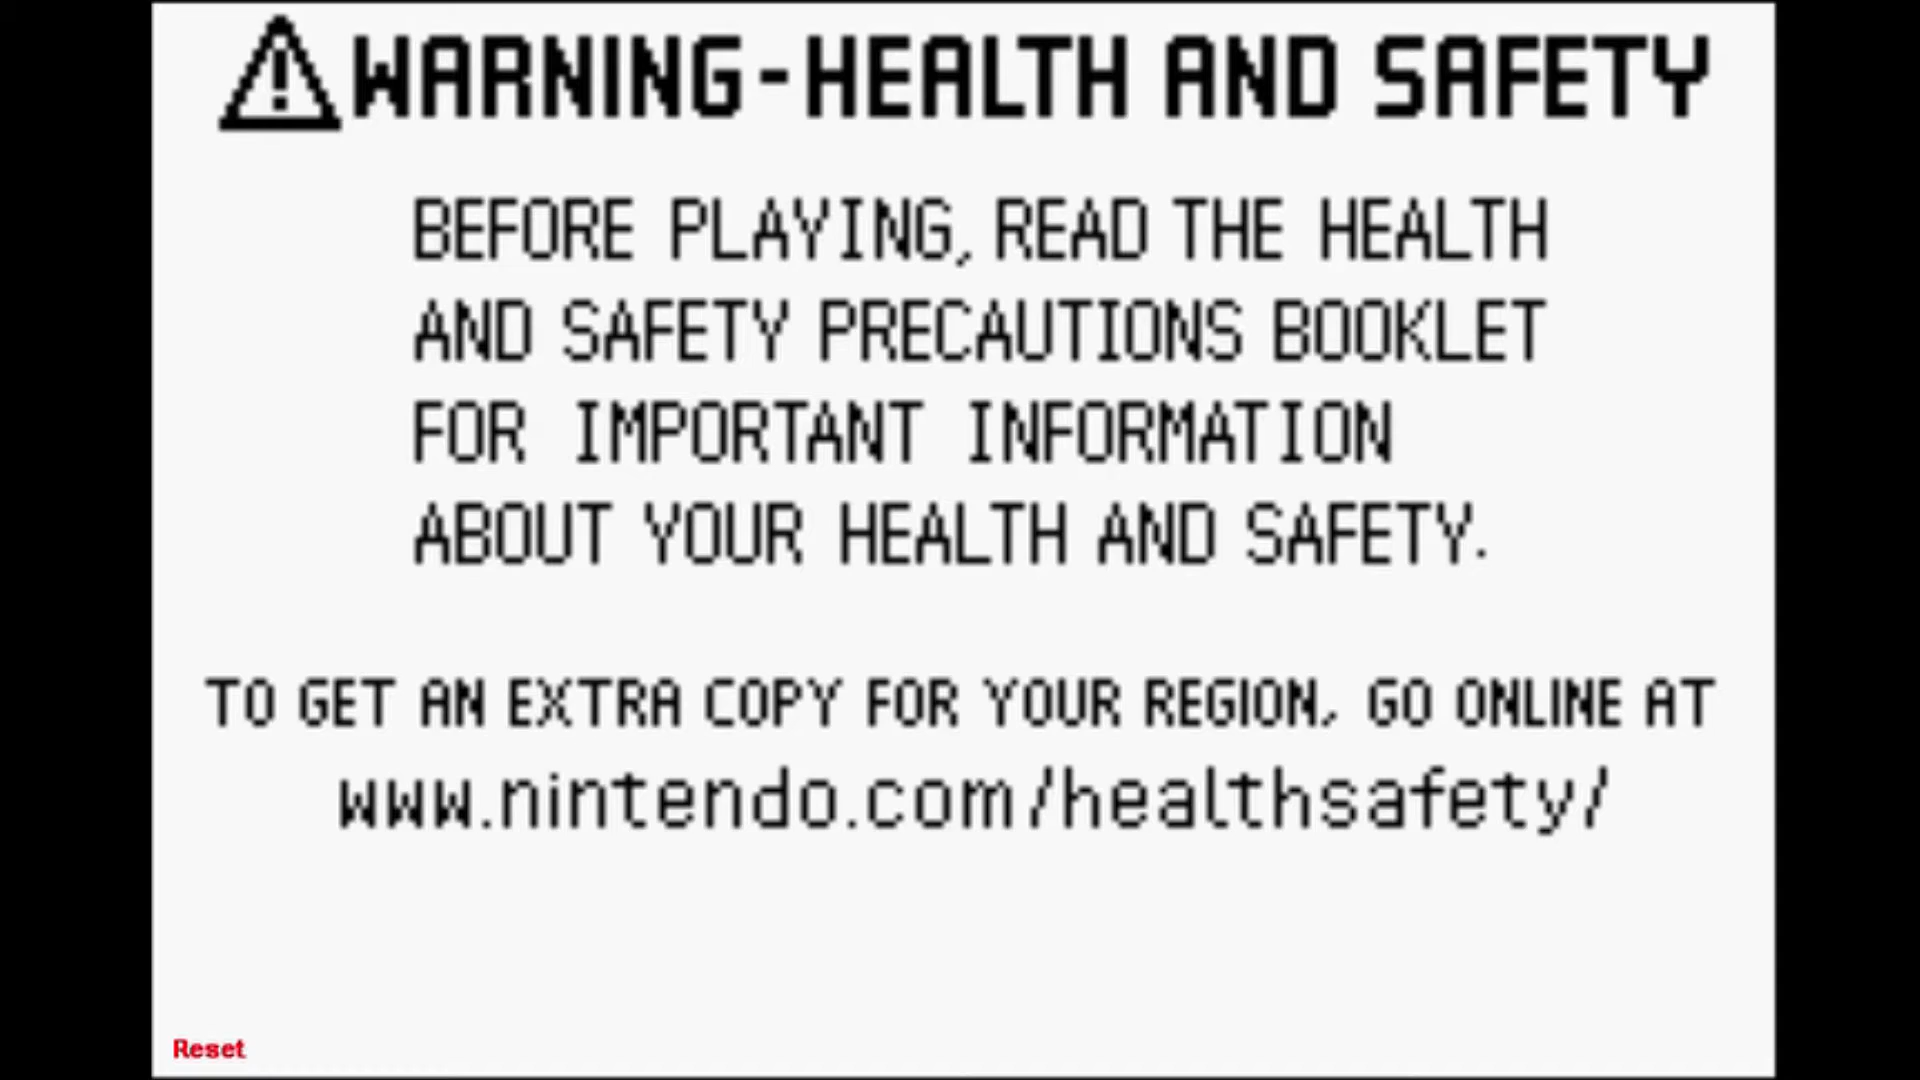 WARNING-HEALTH AND SAFETY
BEFORE PLAYING, READ THE HEALTH
AND SAFETY PRECAUTIONS BOOKLET
FOR IMPORTANT INFORMATION
ABOUT YOUR HEALTH AND SAFETY.
TO GET AN EXTRA COPY FOR YOUR REGION, GO ONLINE AT
www.nintendo.com/healthsafety/
Reset